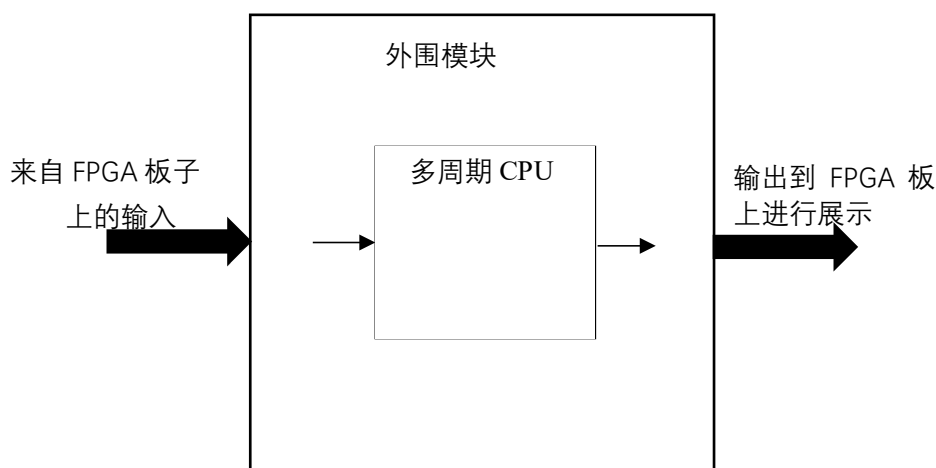 外围模块
来自 FPGA 板子
上的输入
多周期 CPU
输出到 FPGA 板
上进行展示